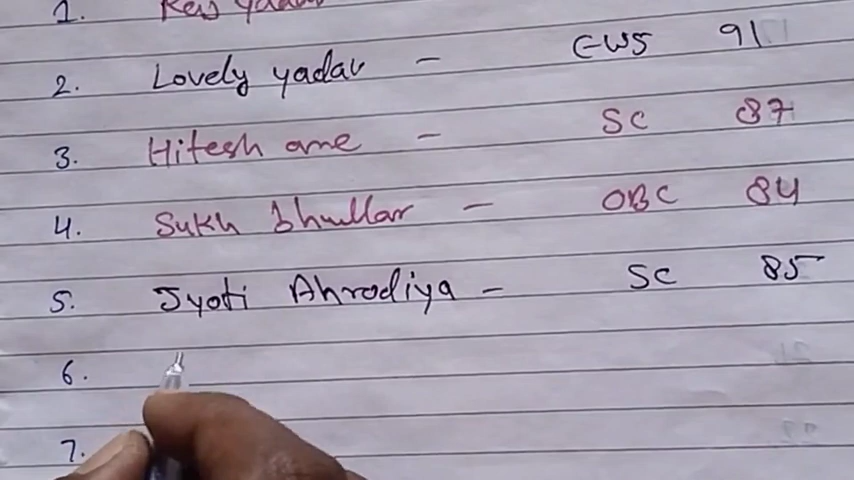 1.
2. Lovely yadav - EWS 91
3. Hitesh ame - SC 87
4. Sukh bhullar - OBC 84
5. Jyoti Ahrodiya - SC 85
6.
7.